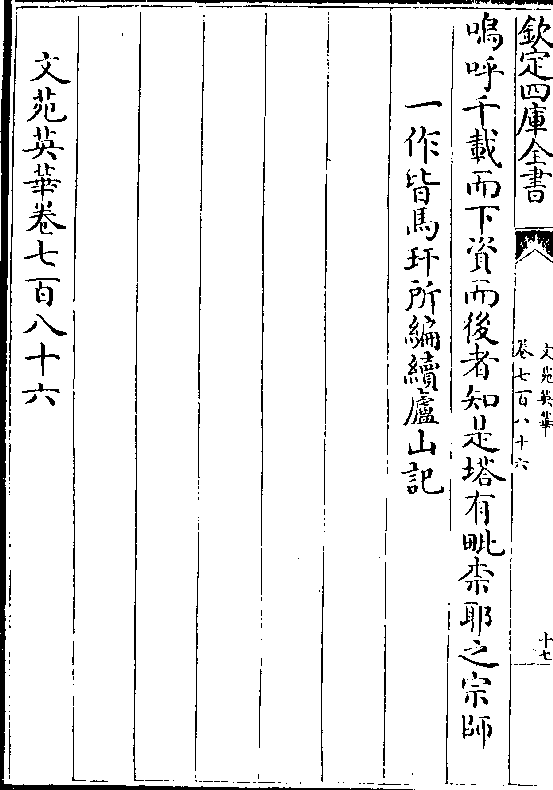 欽定四庫全書
文苑英華
卷七百八十六
十七
嗚呼千載而下資而後者知是塔有毗柰耶之宗師
一作皆馬玕所編續廬山記
文苑英華卷七百八十六